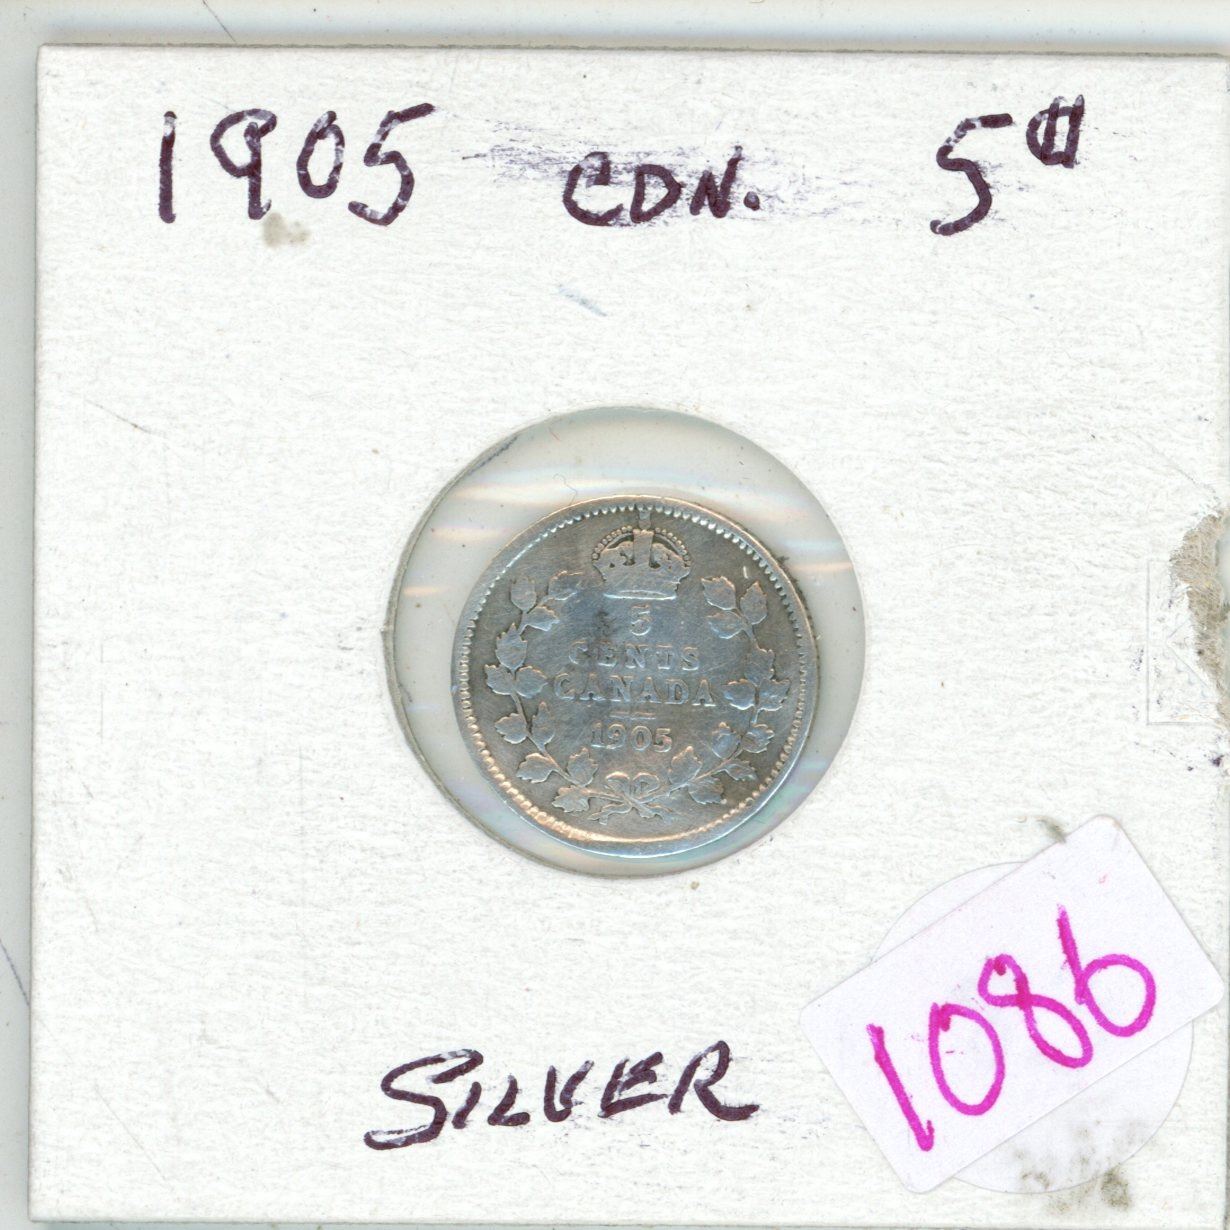 1905 CDN. 5¢
5
CENTS
CANADA
1905
1086
SILVER